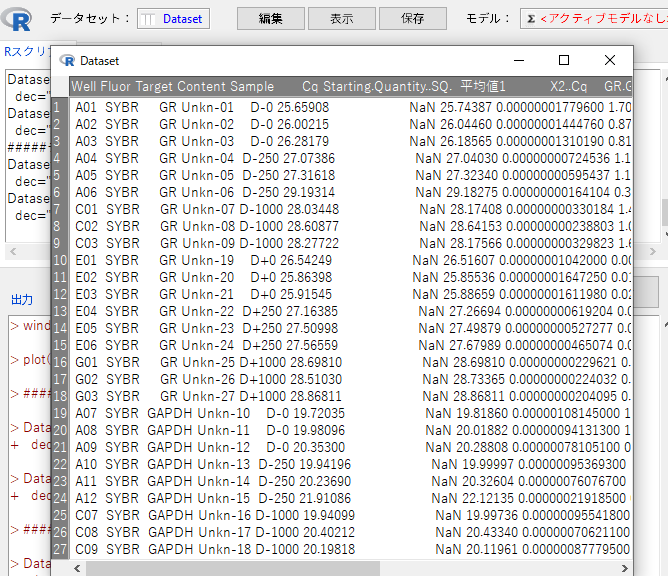 データセット： Dataset 編集 表示 保存 モデル： Σ <アクティブモデルなし
Rスクリ
Dataset
Dataset
dec="
Dataset
dec="
######
Dataset
dec="
Dataset
dec="
出力
> wind
> plot(
> ####
> Data
+ dec
> Data
+ dec
> ####
> Data
Well Fluor Target Content Sample Cq Starting.Quantity..SQ. 平均値1 X2..Cq GR.G
1 A01 SYBR GR Unkn-01 D-0 25.65908 NaN 25.74387 0.00000001779600 1.70
2 A02 SYBR GR Unkn-02 D-0 26.00215 NaN 26.04460 0.00000001444760 0.87
3 A03 SYBR GR Unkn-03 D-0 26.28179 NaN 26.18565 0.00000001310190 0.81
4 A04 SYBR GR Unkn-04 D-250 27.07386 NaN 27.04030 0.00000000724536 1.1
5 A05 SYBR GR Unkn-05 D-250 27.31618 NaN 27.32340 0.00000000595437 1.1
6 A06 SYBR GR Unkn-06 D-250 29.19314 NaN 29.18275 0.00000000164104 0.3
7 C01 SYBR GR Unkn-07 D-1000 28.03448 NaN 28.17408 0.00000000330184 1.4
8 C02 SYBR GR Unkn-08 D-1000 28.60877 NaN 28.64153 0.00000000238803 1.0
9 C03 SYBR GR Unkn-09 D-1000 28.27722 NaN 28.17566 0.00000000329823 1.6
10 E01 SYBR GR Unkn-19 D+0 26.54249 NaN 26.51607 0.00000001042000 0.00
11 E02 SYBR GR Unkn-20 D+0 25.86398 NaN 25.85536 0.00000001647250 0.01
12 E03 SYBR GR Unkn-21 D+0 25.91545 NaN 25.88659 0.00000001611980 0.02
13 E04 SYBR GR Unkn-22 D+250 27.16385 NaN 27.26694 0.00000000619204 0.0
14 E05 SYBR GR Unkn-23 D+250 27.50998 NaN 27.49879 0.00000000527277 0.0
15 E06 SYBR GR Unkn-24 D+250 27.56559 NaN 27.67989 0.00000000465074 0.0
16 G01 SYBR GR Unkn-25 D+1000 28.69810 NaN 28.69810 0.00000000229621 0.0
17 G02 SYBR GR Unkn-26 D+1000 28.51030 NaN 28.73365 0.00000000224032 0.0
18 G03 SYBR GR Unkn-27 D+1000 28.86811 NaN 28.86811 0.00000000204095 0.0
19 A07 SYBR GAPDH Unkn-10 D-0 19.72035 NaN 19.81860 0.00000108145000 1
20 A08 SYBR GAPDH Unkn-11 D-0 19.98096 NaN 20.01882 0.00000094131300 1
21 A09 SYBR GAPDH Unkn-12 D-0 20.35300 NaN 20.28808 0.00000078105100 0
22 A10 SYBR GAPDH Unkn-13 D-250 19.94196 NaN 19.99997 0.00000095369300
23 A11 SYBR GAPDH Unkn-14 D-250 20.23690 NaN 20.32604 0.00000076076700
24 A12 SYBR GAPDH Unkn-15 D-250 21.91086 NaN 22.12135 0.00000021918500
25 C07 SYBR GAPDH Unkn-16 D-1000 19.94099 NaN 19.99736 0.00000095541800
26 C08 SYBR GAPDH Unkn-17 D-1000 20.40212 NaN 20.43340 0.00000070621100
27 C09 SYBR GAPDH Unkn-18 D-1000 20.19818 NaN 20.11961 0.00000087779500